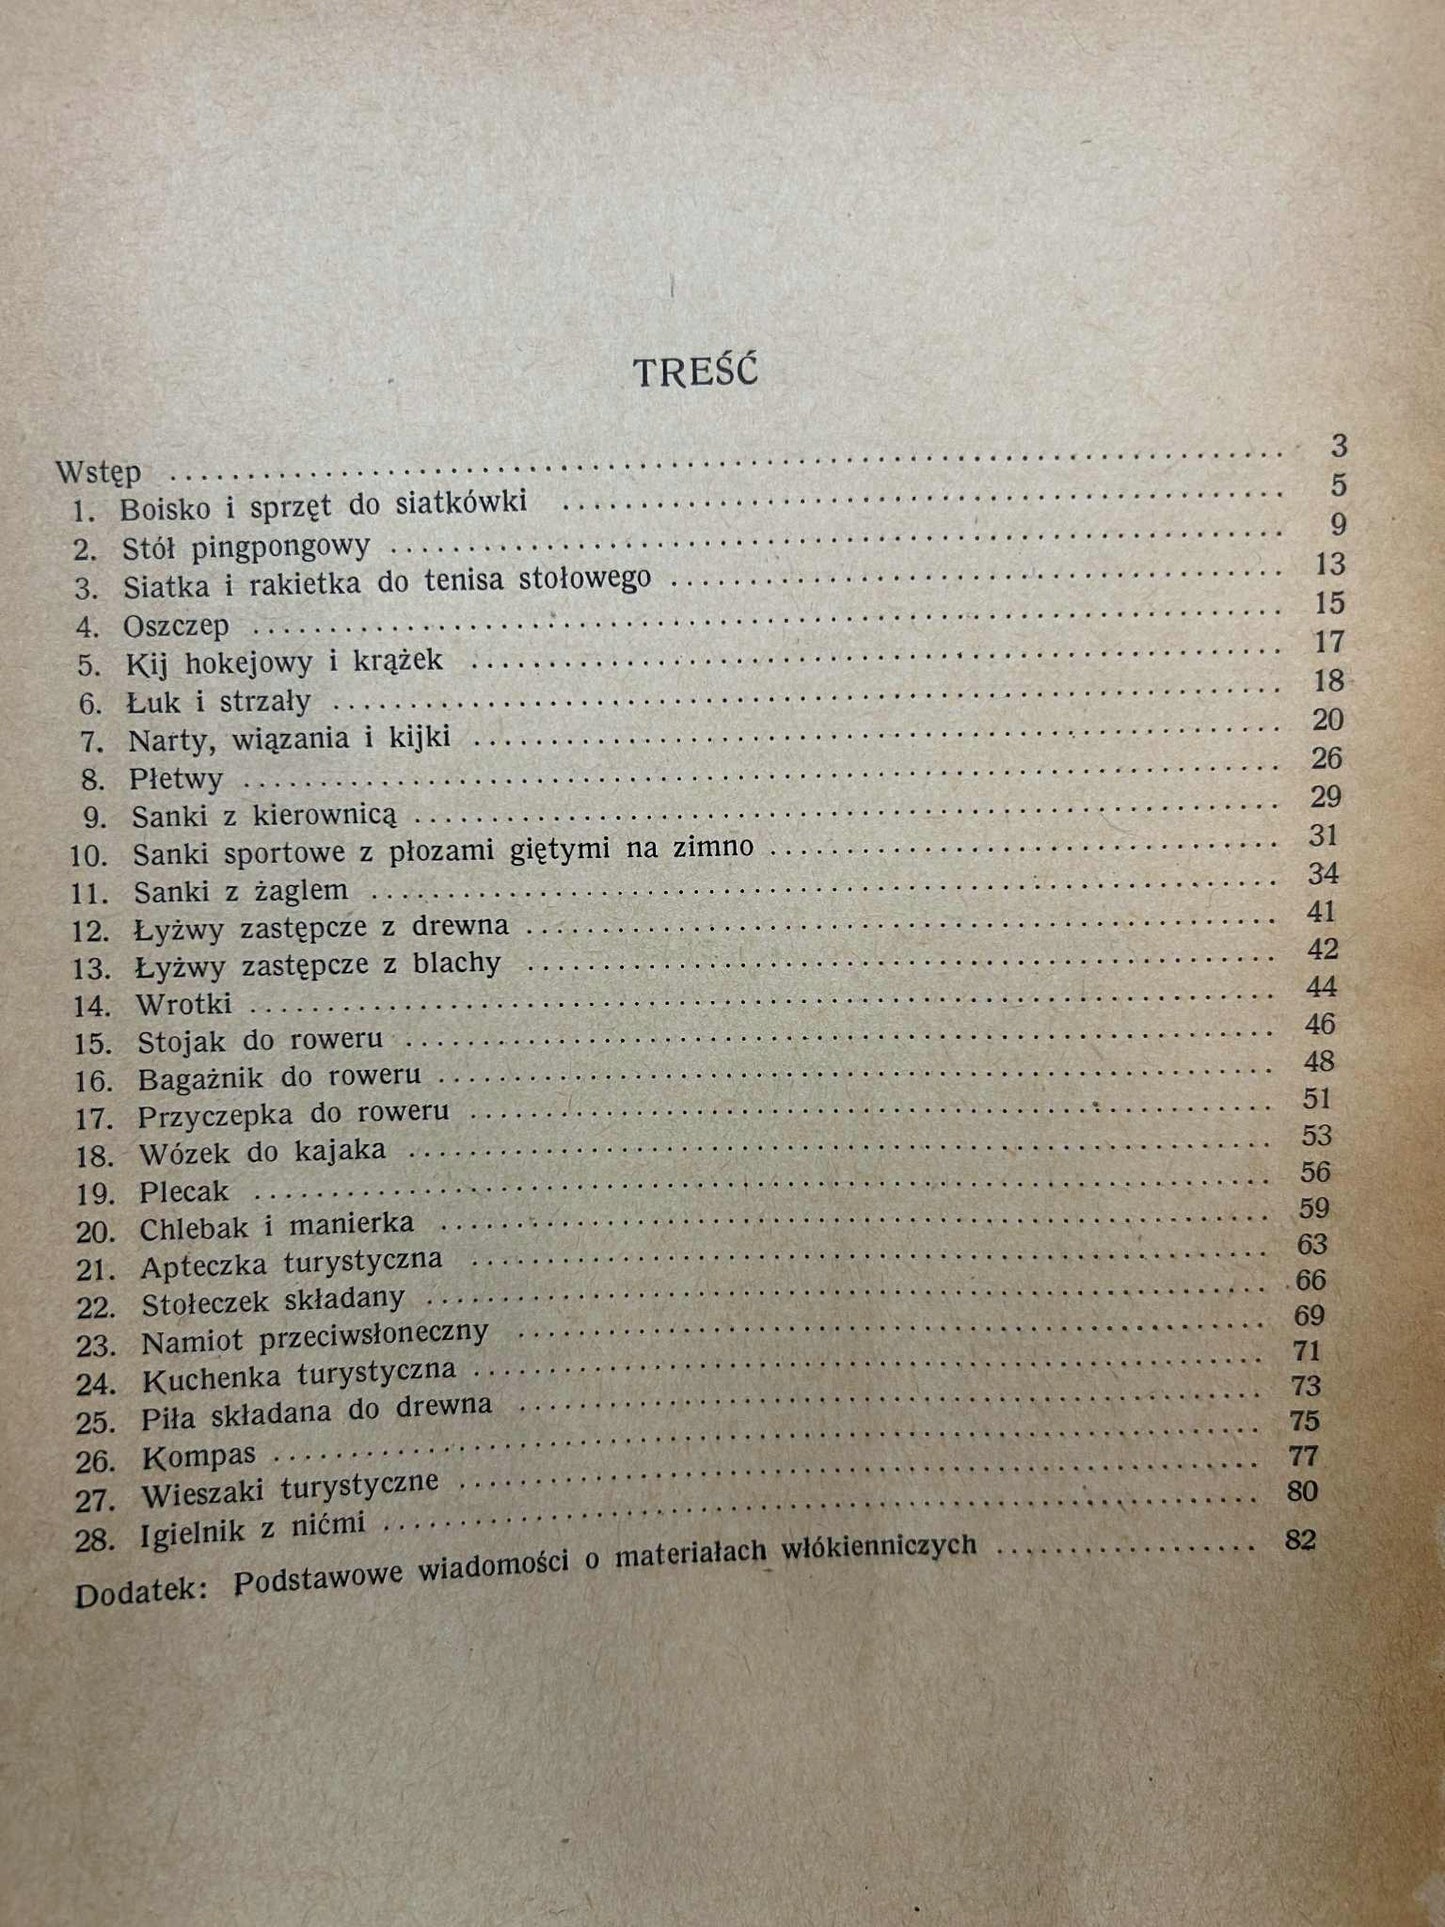 TREŚĆ
Wstęp 3
1. Boisko i sprzęt do siatkówki 5
2. Stół pingpongowy 9
3. Siatka i rakietka do tenisa stołowego 13
4. Oszczep 15
5. Kij hokejowy i krążek 17
6. Łuk i strzały 18
7. Narty, wiązania i kijki 20
8. Płetwy 26
9. Sanki z kierownicą 29
10. Sanki sportowe z płozami giętymi na zimno 31
11. Sanki z żaglem 34
12. Łyżwy zastępcze z drewna 41
13. Łyżwy zastępcze z blachy 42
14. Wrotki 44
15. Stojak do roweru 46
16. Bagażnik do roweru 48
17. Przyczepka do roweru 51
18. Wózek do kajaka 53
19. Plecak 56
20. Chlebak i manierka 59
21. Apteczka turystyczna 63
22. Stołeczek składany 66
23. Namiot przeciwsłoneczny 69
24. Kuchenka turystyczna 71
25. Piła składana do drewna 73
26. Kompas 75
27. Wieszaki turystyczne 77
28. Igielnik z nićmi 80
Dodatek: Podstawowe wiadomości o materiałach włókienniczych 82